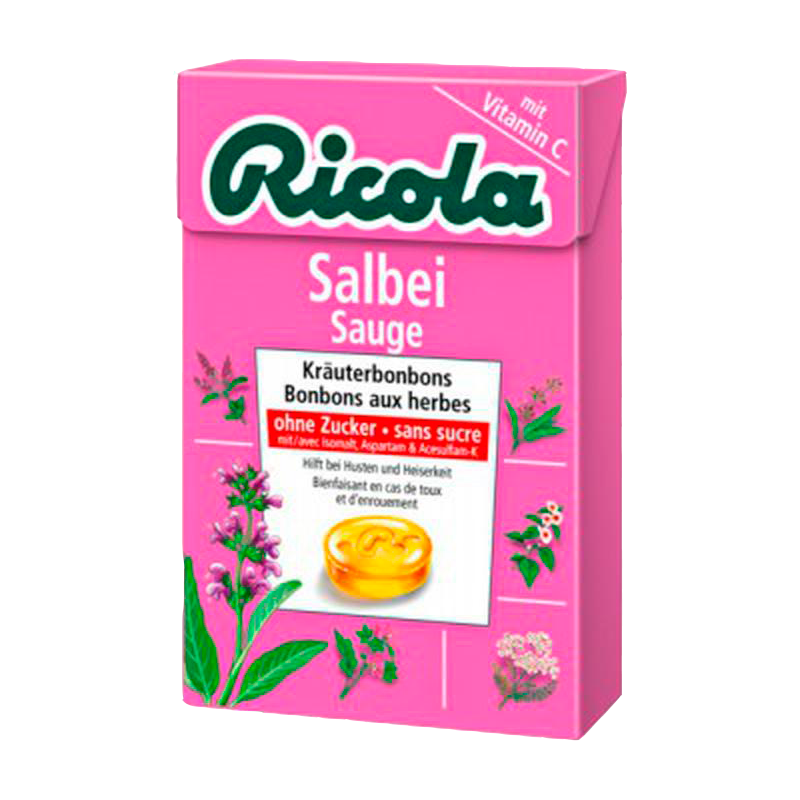 mit
Vitamin C
Ricola
Salbei
Sauge
Kräuterbonbons
Bonbons aux herbes
ohne Zucker • sans sucre
mit/avec Isomalt, Aspartam & Acesulfam-K
Hilft bei Husten und Heiserkeit
Bienfaisant en cas de toux
et d'enrouement